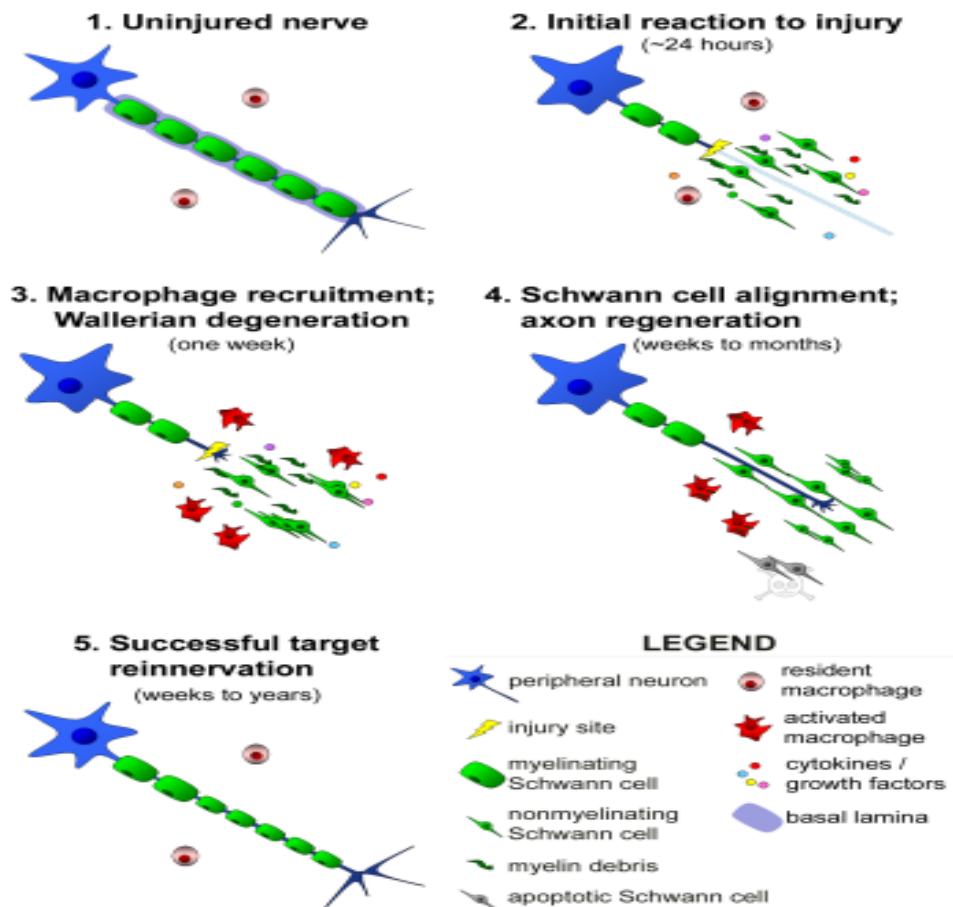 1. Uninjured nerve
2. Initial reaction to injury
(~24 hours)
3. Macrophage recruitment;
Wallerian degeneration
(one week)
4. Schwann cell alignment;
axon regeneration
(weeks to months)
5. Successful target
reinnervation
(weeks to years)
LEGEND
peripheral neuron
injury site
myelinating
Schwann cell
nonmyelinating
Schwann cell
myelin debris
apoptotic Schwann cell
resident
macrophage
activated
macrophage
cytokines /
growth factors
basal lamina